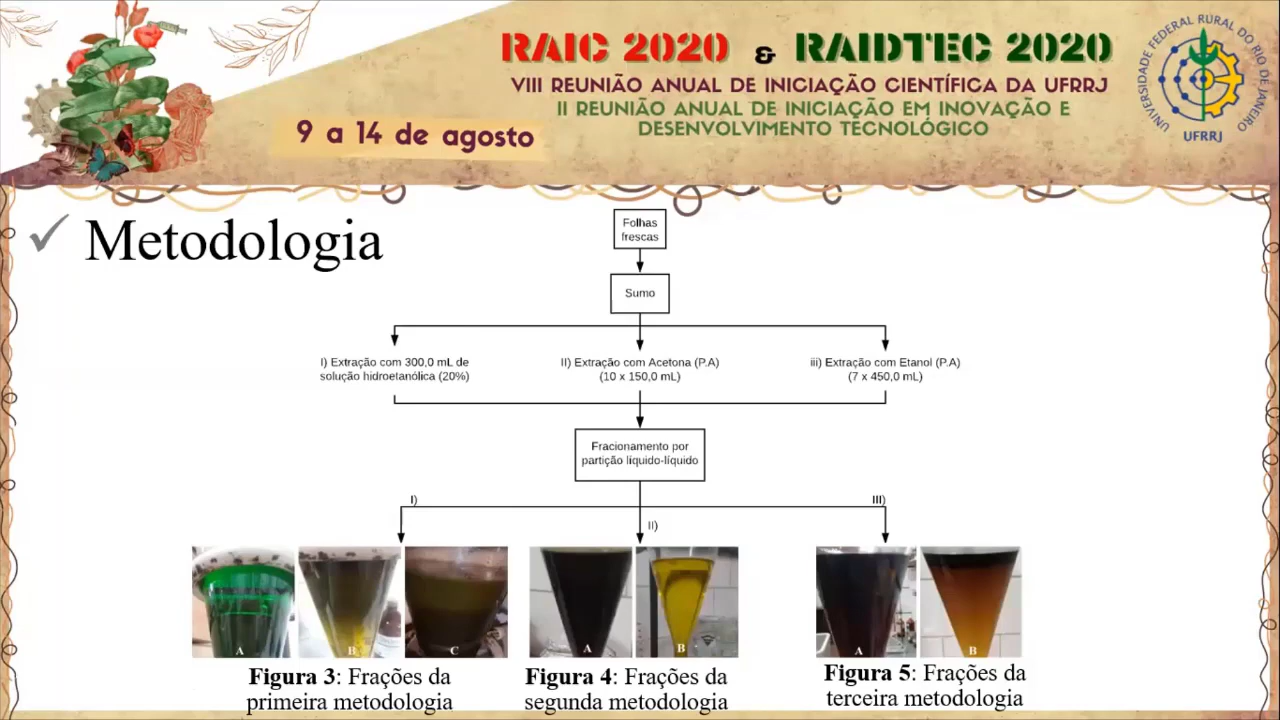 RAIC 2020 & RAIDTEC 2020
VIII REUNIÃO ANUAL DE INICIAÇÃO CIENTÍFICA DA UFRRJ
II REUNIÃO ANUAL DE INICIAÇÃO EM INOVAÇÃO E
DESENVOLVIMENTO TECNOLÓGICO
9 a 14 de agosto
UNIVERSIDADE FEDERAL RURAL DO RIO DE JANEIRO
UFRRJ
Metodologia
Folhas
frescas
Sumo
I) Extração com 300,0 mL de
solução hidroetanólica (20%)
II) Extração com Acetona (P.A)
(10 x 150,0 mL)
iii) Extração com Etanol (P.A)
(7 x 450,0 mL)
Fracionamento por
partição líquido-líquido
I)
II)
III)
A
B
C
A
B
A
B
Figura 3: Frações da
primeira metodologia
Figura 4: Frações da
segunda metodologia
Figura 5: Frações da
terceira metodologia